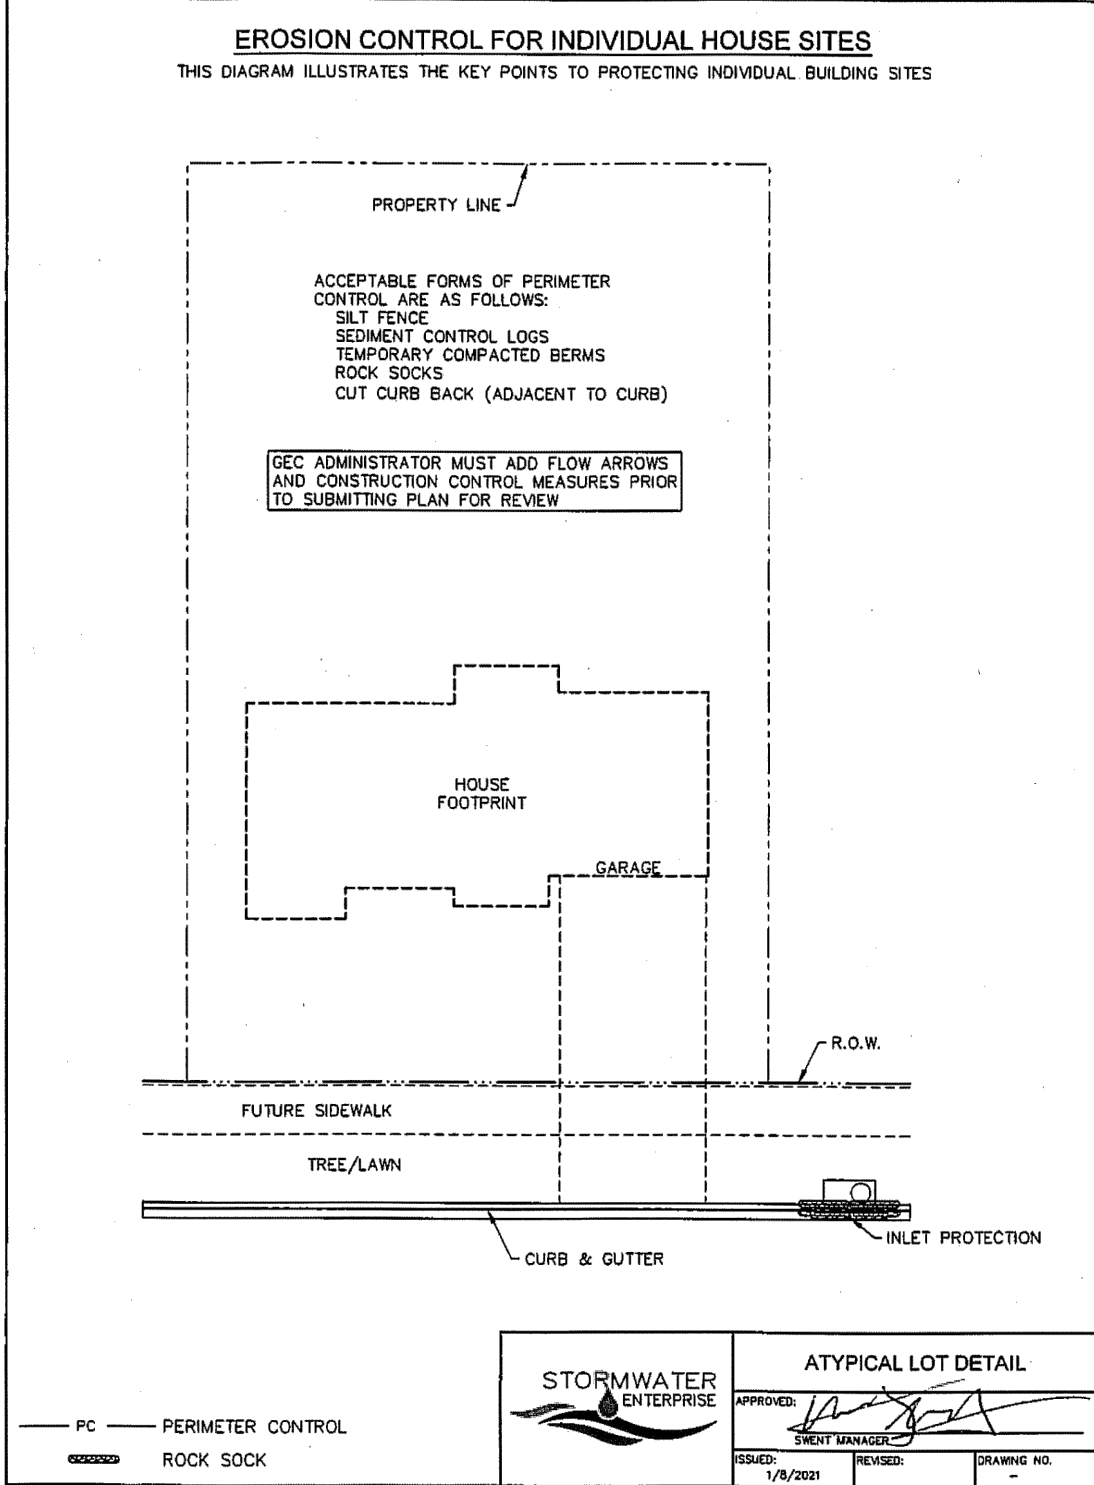 EROSION CONTROL FOR INDIVIDUAL HOUSE SITES
THIS DIAGRAM ILLUSTRATES THE KEY POINTS TO PROTECTING INDIVIDUAL BUILDING SITES
PROPERTY LINE
ACCEPTABLE FORMS OF PERIMETER
CONTROL ARE AS FOLLOWS:
SILT FENCE
SEDIMENT CONTROL LOGS
TEMPORARY COMPACTED BERMS
ROCK SOCKS
CUT CURB BACK (ADJACENT TO CURB)
GEC ADMINISTRATOR MUST ADD FLOW ARROWS
AND CONSTRUCTION CONTROL MEASURES PRIOR
TO SUBMITTING PLAN FOR REVIEW
HOUSE
FOOTPRINT
GARAGE
R.O.W.
FUTURE SIDEWALK
TREE/LAWN
INLET PROTECTION
CURB & GUTTER
PC PERIMETER CONTROL
ROCK SOCK
STORMWATER
ENTERPRISE
ATYPICAL LOT DETAIL
APPROVED:
SWENT MANAGER
ISSUED:
1/8/2021
REVISED:
DRAWING NO.
-